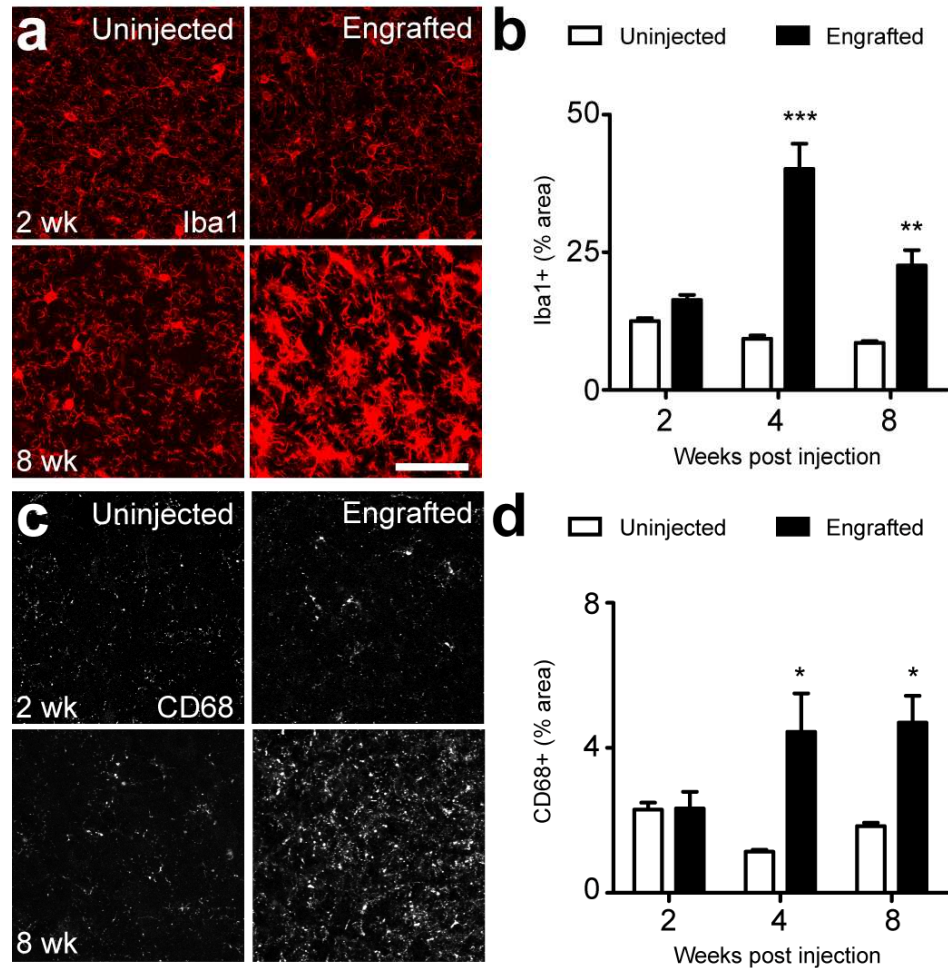 a
Uninjected
Engrafted
2 wk
Iba1
8 wk
b
Uninjected
Engrafted
Iba1+ (% area)
50
25
0
***
**
2
4
8
Weeks post injection
c
Uninjected
Engrafted
2 wk
CD68
8 wk
d
Uninjected
Engrafted
CD68+ (% area)
8
4
0
*
*
2
4
8
Weeks post injection